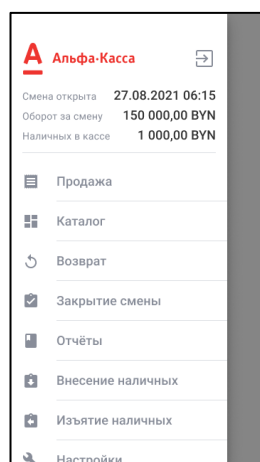 Альфа·Касса
Смена открыта 27.08.2021 06:15
Оборот за смену 150 000,00 BYN
Наличных в кассе 1 000,00 BYN
Продажа
Каталог
Возврат
Закрытие смены
Отчёты
Внесение наличных
Изъятие наличных
Настройки